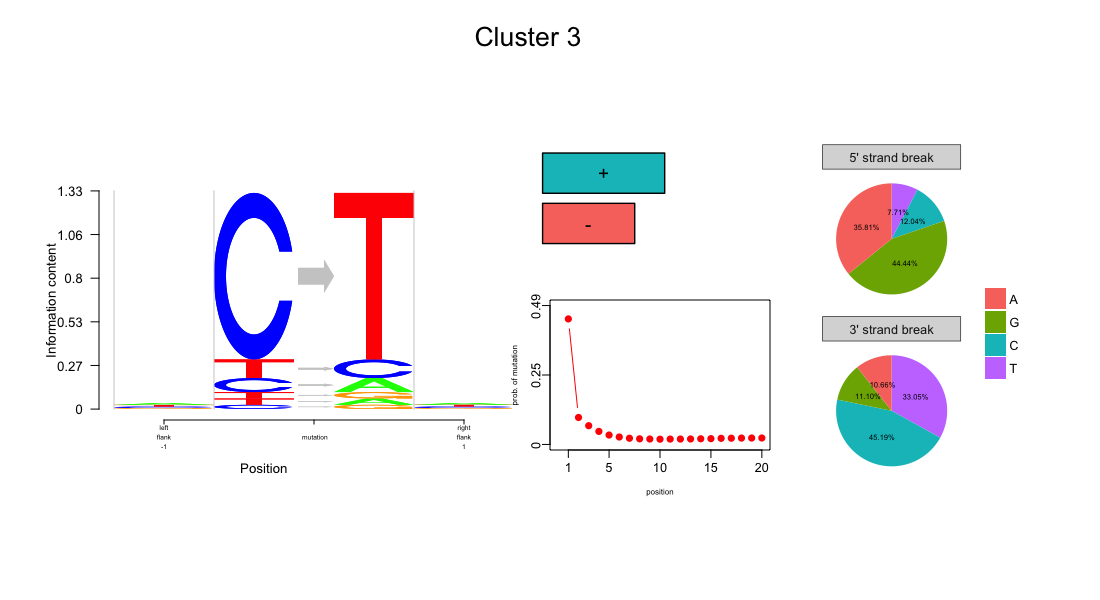 Cluster 3
Information content
1.33
1.06
0.8
0.53
0.27
0
C T
T C
C A
T G
T A
C G
left
flank
-1
mutation
right
flank
1
Position
+
-
prob. of mutation
0.49
0.25
0
1 5 10 15 20
position
5' strand break
7.71%
12.04%
35.81%
44.44%
3' strand break
10.66%
11.10%
33.05%
45.19%
A
G
C
T